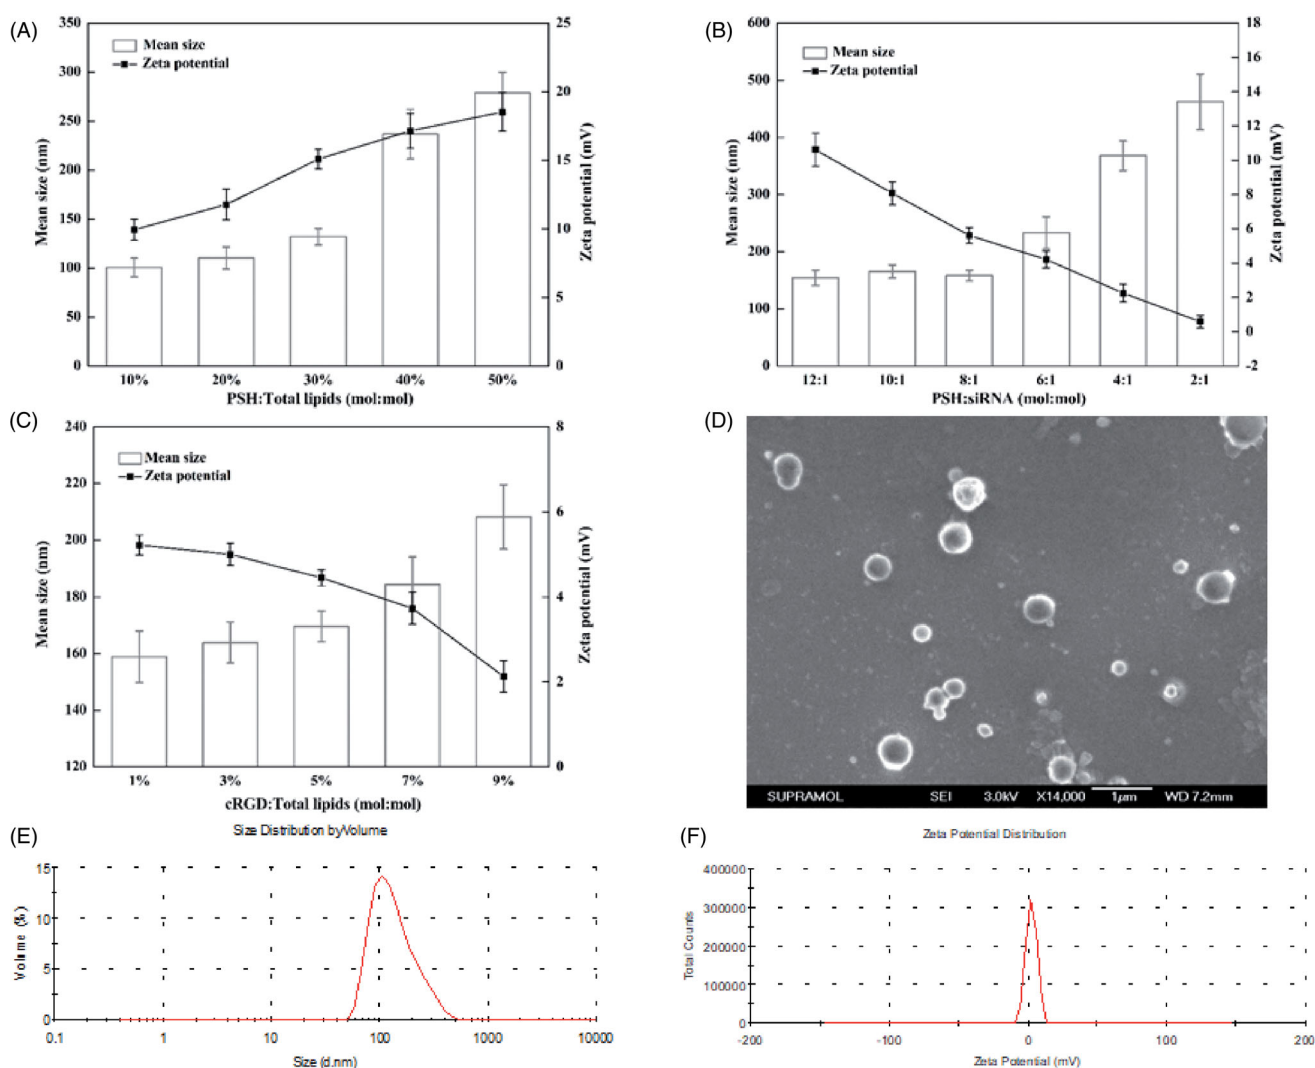 (A)
350
300
250
200
150
100
50
0
Mean size (nm)
Mean size
Zeta potential
25
20
15
10
5
0
Zeta potential (mV)
10%
20%
30%
40%
50%
PSH:Total lipids (mol:mol)
(B)
600
500
400
300
200
100
0
Mean size (nm)
Mean size
Zeta potential
18
16
14
12
10
8
6
4
2
0
-2
Zeta potential (mV)
12:1
10:1
8:1
6:1
4:1
2:1
PSH:siRNA (mol:mol)
(C)
240
220
200
180
160
140
120
Mean size (nm)
Mean size
Zeta potential
8
6
4
2
0
Zeta potential (mV)
1%
3%
5%
7%
9%
cRGD:Total lipids (mol:mol)
(D)
SUPRAMOL SEI 3.0kV X14,000 1µm WD 7.2mm
(E)
Size Distribution byVolume
15
10
5
0
Volume (%)
0.1
1
10
100
1000
10000
Size (d.nm)
(F)
Zeta Potential Distribution
400000
300000
200000
100000
0
Total Counts
-200
-100
0
100
200
Zeta Potential (mV)